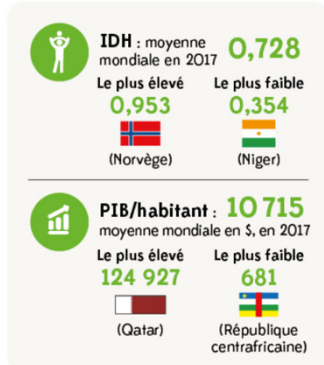 IDH : moyenne 0,728
mondiale en 2017
Le plus élevé Le plus faible
0,953 0,354
(Norvège) (Niger)
PIB/habitant : 10 715
moyenne mondiale en $, en 2017
Le plus élevé Le plus faible
124 927 681
(Qatar) (République
centrafricaine)